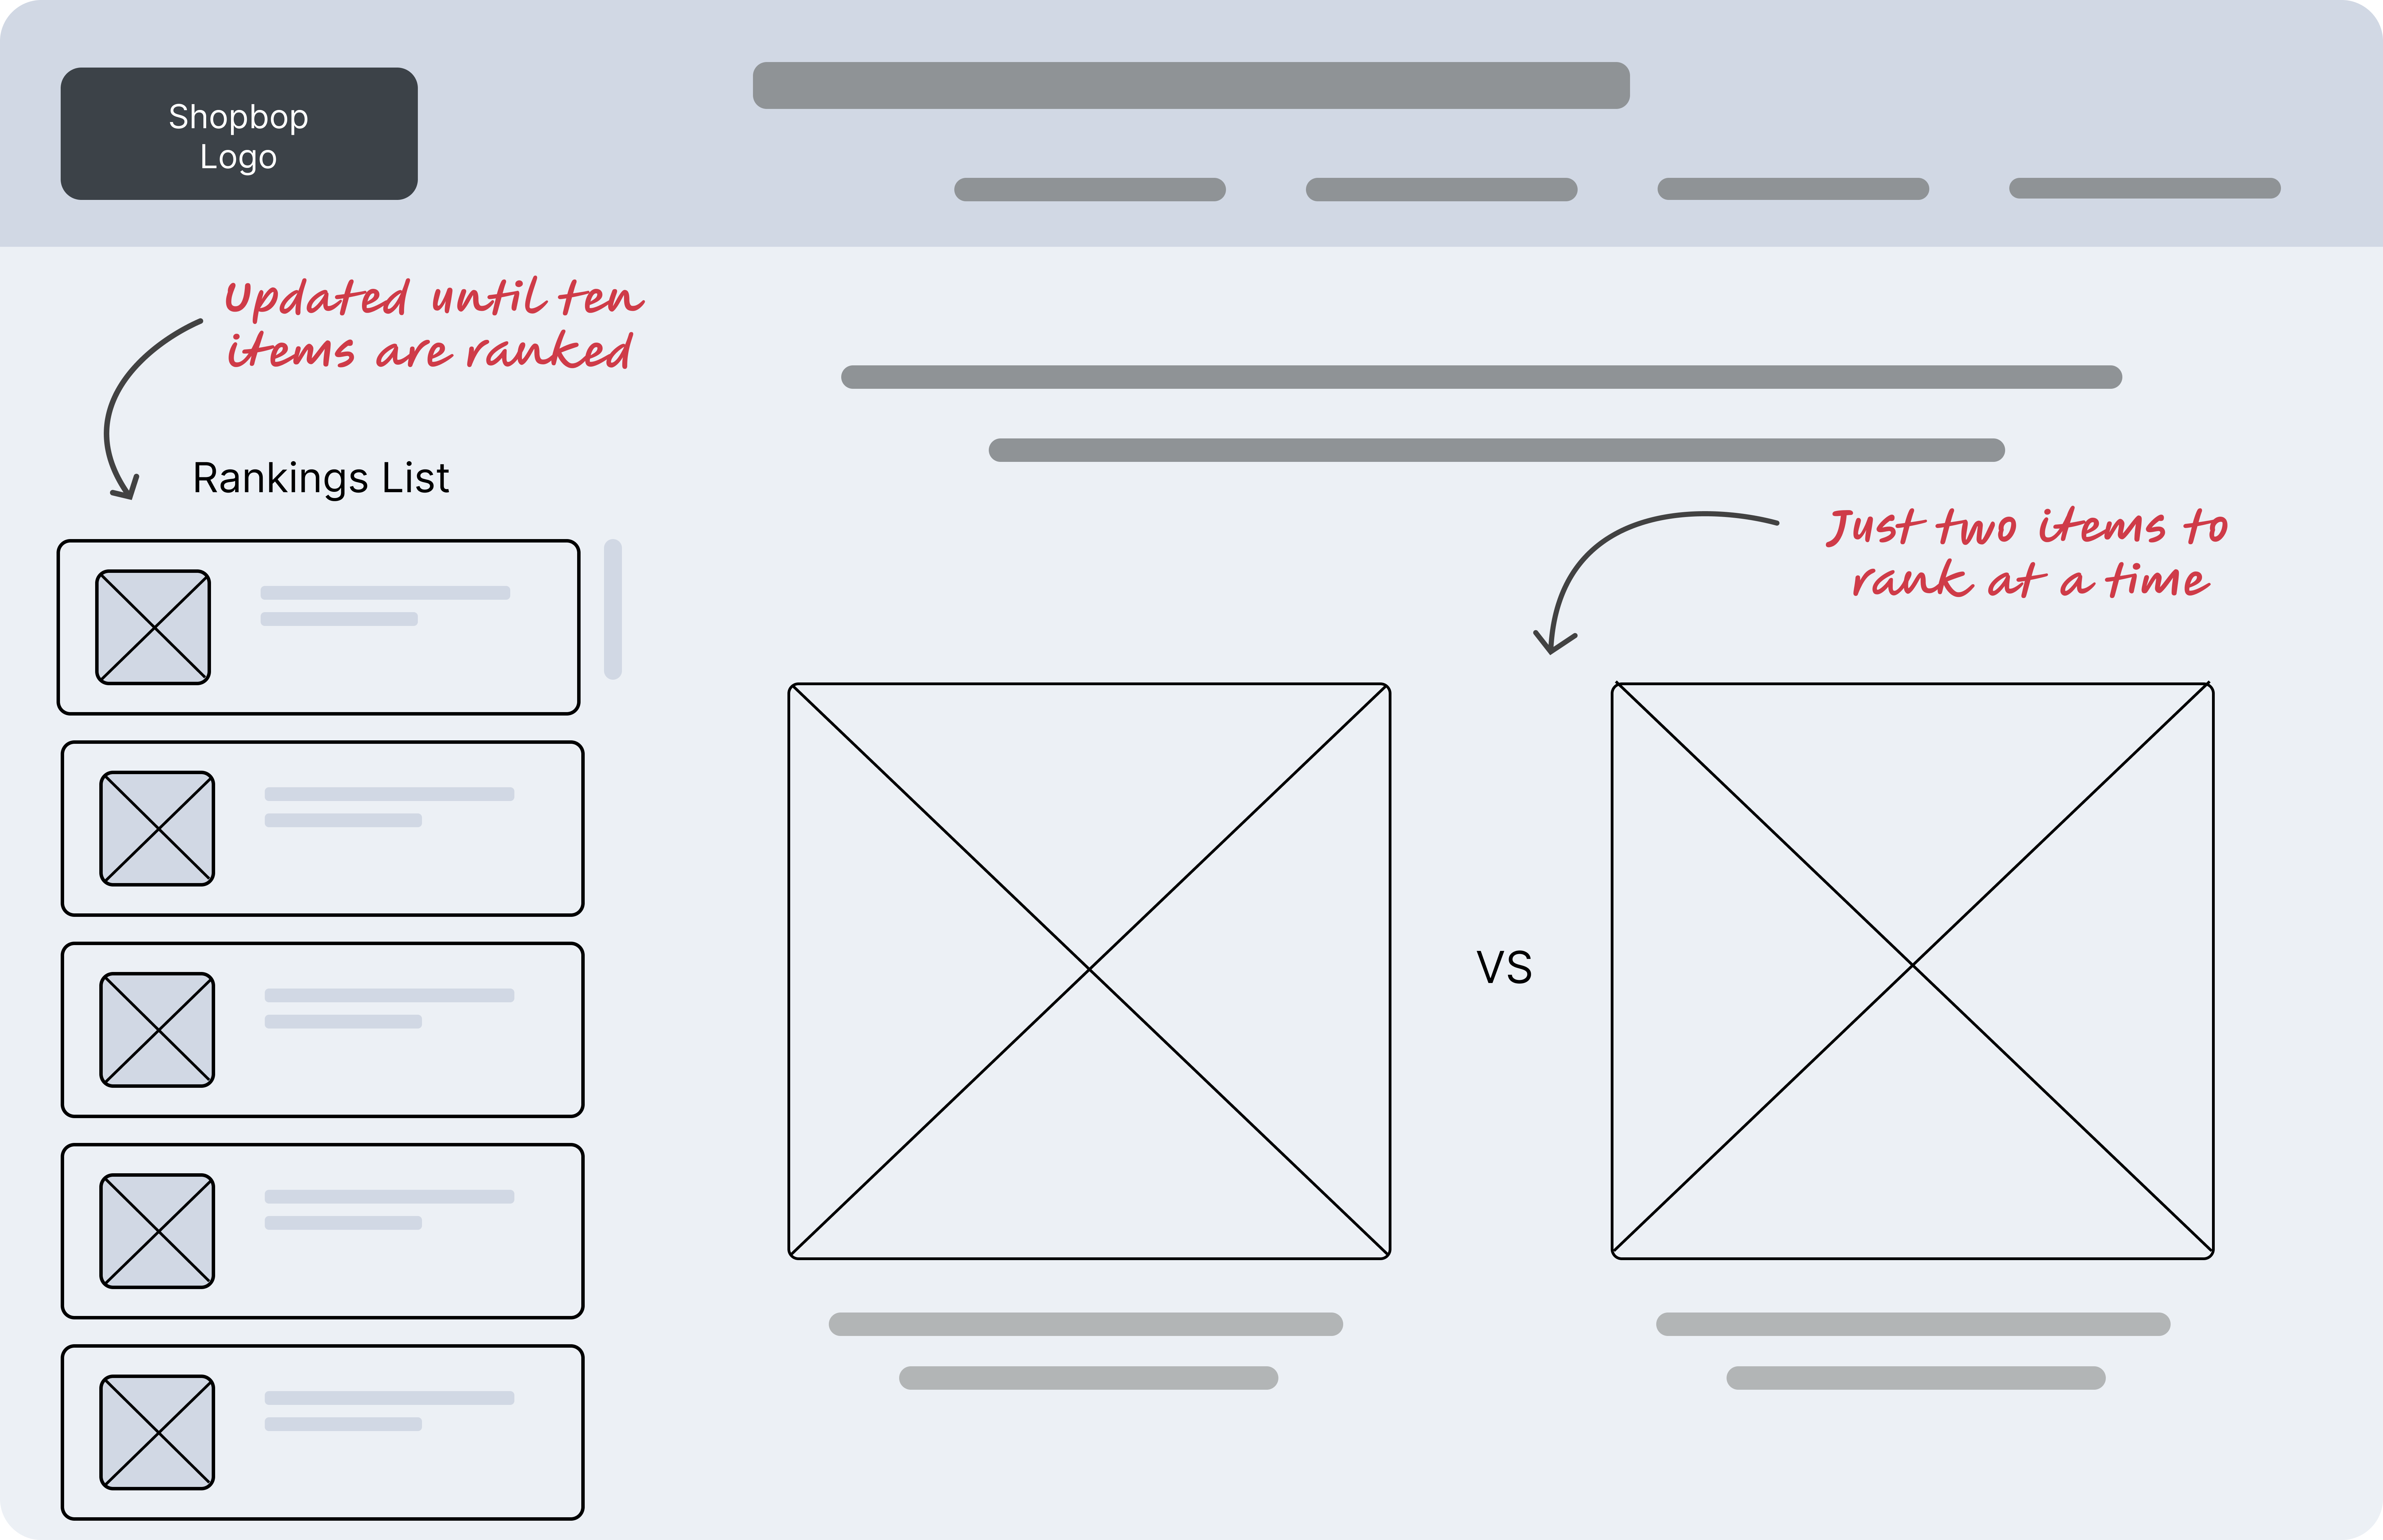 Shopbop
Logo
Updated until ten
items are ranked
Rankings List
Just two items to
rank at a time
VS